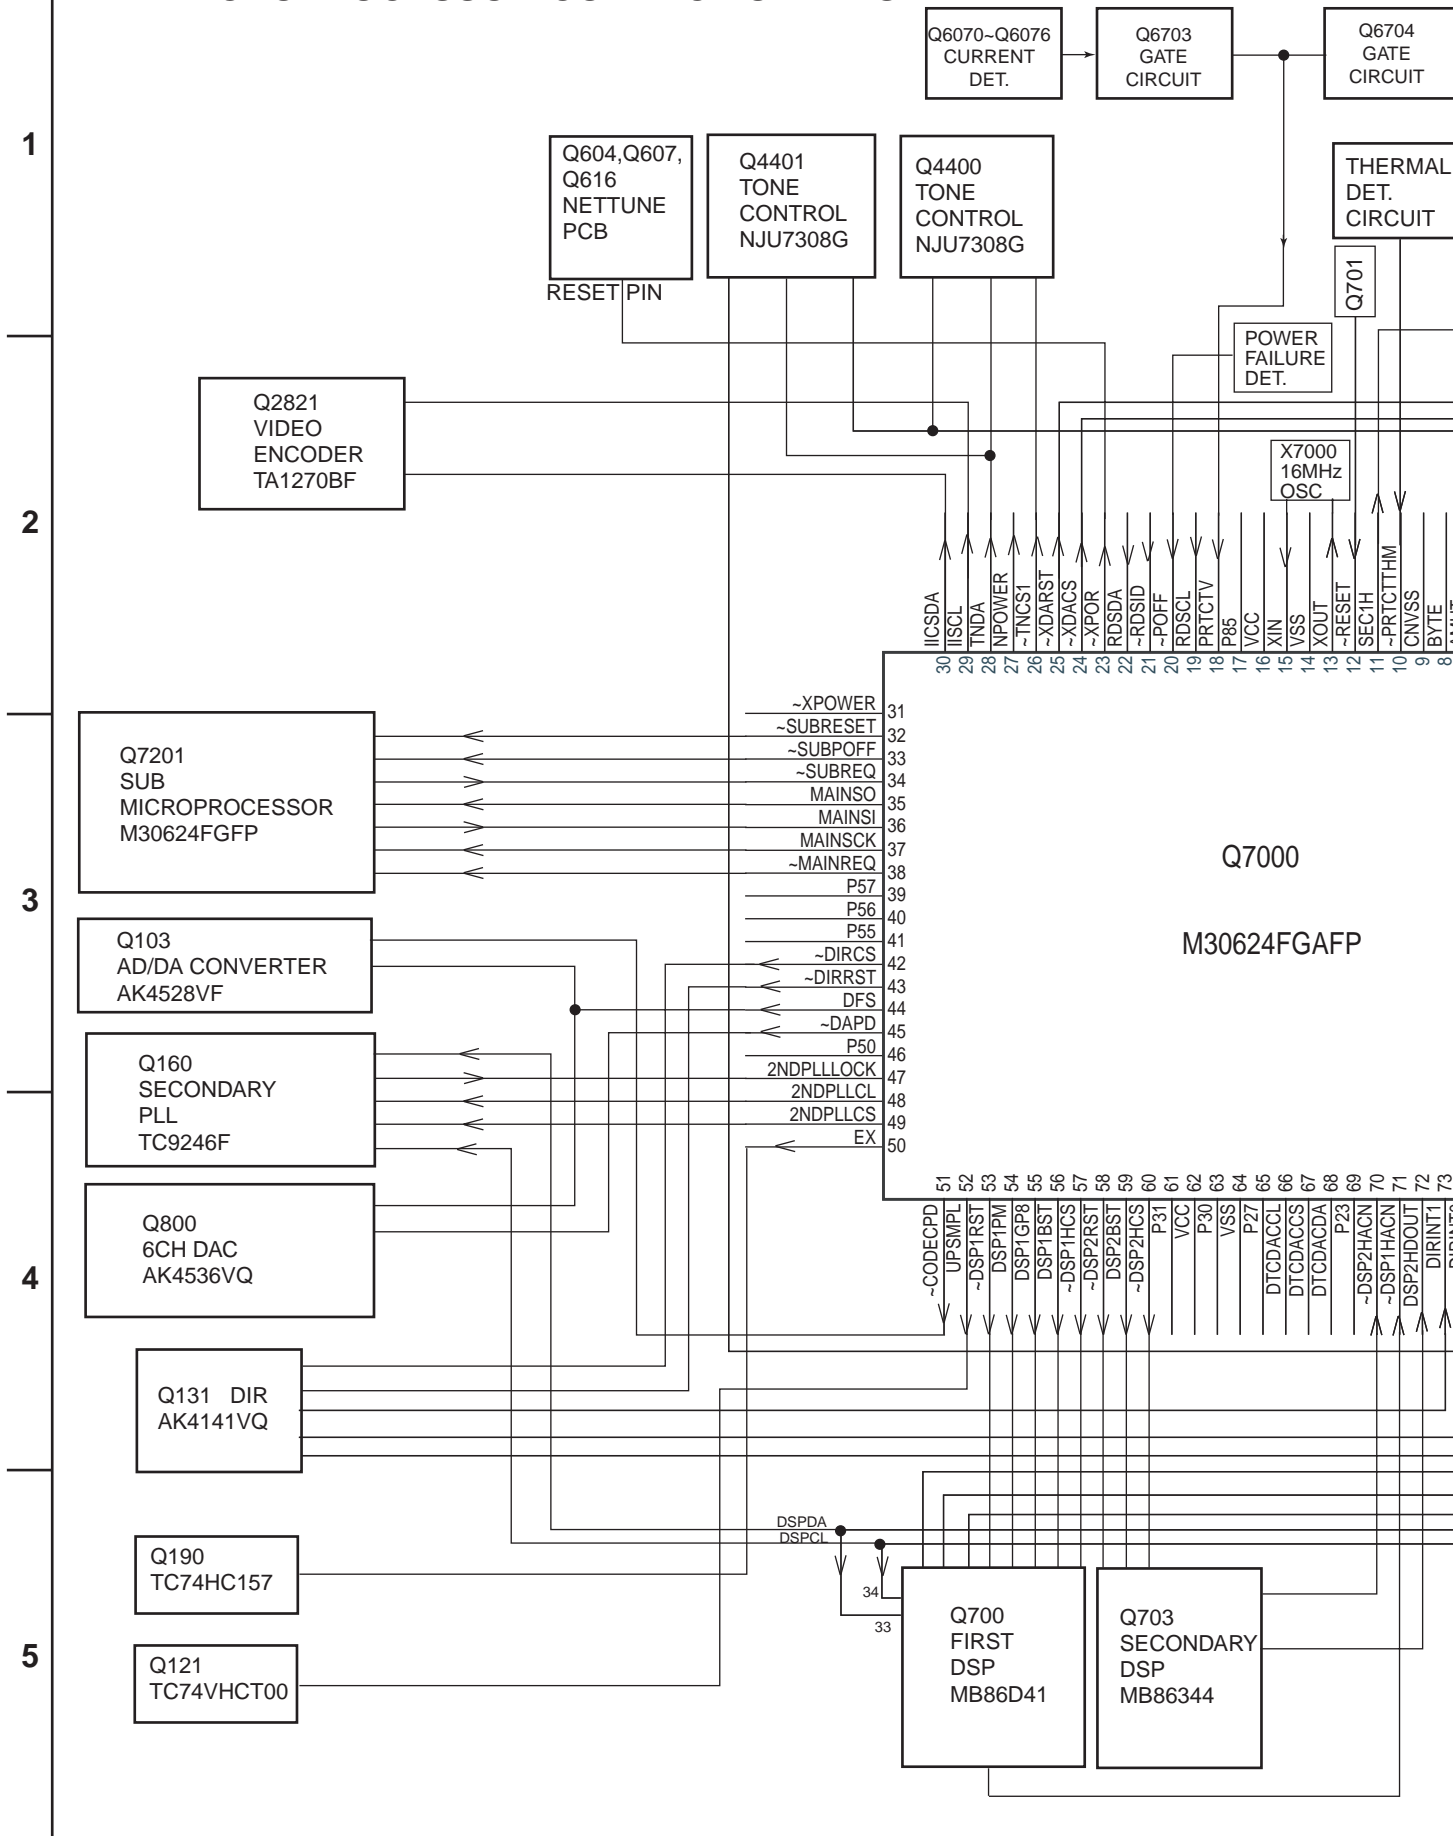 Q6070~Q6076
CURRENT
DET.
Q6703
GATE
CIRCUIT
Q6704
GATE
CIRCUIT
1
Q604,Q607,
Q616
NETTUNE
PCB
RESET PIN
Q4401
TONE
CONTROL
NJU7308G
Q4400
TONE
CONTROL
NJU7308G
THERMAL
DET.
CIRCUIT
Q701
POWER
FAILURE
DET.
Q2821
VIDEO
ENCODER
TA1270BF
X7000
16MHz
OSC
2
IICSDA
IISCL
TNDA
NPOWER
~TNCS1
~XDARST
~XDACS
~XPOR
RDSDA
~RDSID
~POFF
RDSCL
PRTCTV
P85
VCC
XIN
VSS
XOUT
~RESET
SEC1H
~PRTCTTHM
CNVSS
BYTE
30
29
28
27
26
25
24
23
22
21
20
19
18
17
16
15
14
13
12
11
10
9
8
~XPOWER 31
~SUBRESET 32
~SUBPOFF 33
~SUBREQ 34
MAINSO 35
MAINSI 36
MAINSCK 37
~MAINREQ 38
P57 39
P56 40
P55 41
~DIRCS 42
~DIRRST 43
DFS 44
~DAPD 45
P50 46
2NDPLLLOCK 47
2NDPLLCL 48
2NDPLLCS 49
EX 50
Q7201
SUB
MICROPROCESSOR
M30624FGFP
Q7000
M30624FGAFP
3
Q103
AD/DA CONVERTER
AK4528VF
Q160
SECONDARY
PLL
TC9246F
Q800
6CH DAC
AK4536VQ
4
51
52
53
54
55
56
57
58
59
60
61
62
63
64
65
66
67
68
69
70
71
72
73
~CODECPD
UPSMPL
~DSP1RST
DSP1PM
DSP1GP8
DSP1BST
~DSP1HCS
~DSP2RST
DSP2BST
~DSP2HCS
P31
VCC
P30
VSS
P27
DTCDACCL
DTCDACCS
DTCDACDA
P23
~DSP2HACN
~DSP1HACN
DSP2HDOUT
DIRINT1
Q131 DIR
AK4141VQ
DSPDA
DSPCL
Q190
TC74HC157
34
33
Q700
FIRST
DSP
MB86D41
Q703
SECONDARY
DSP
MB86344
5
Q121
TC74VHCT00